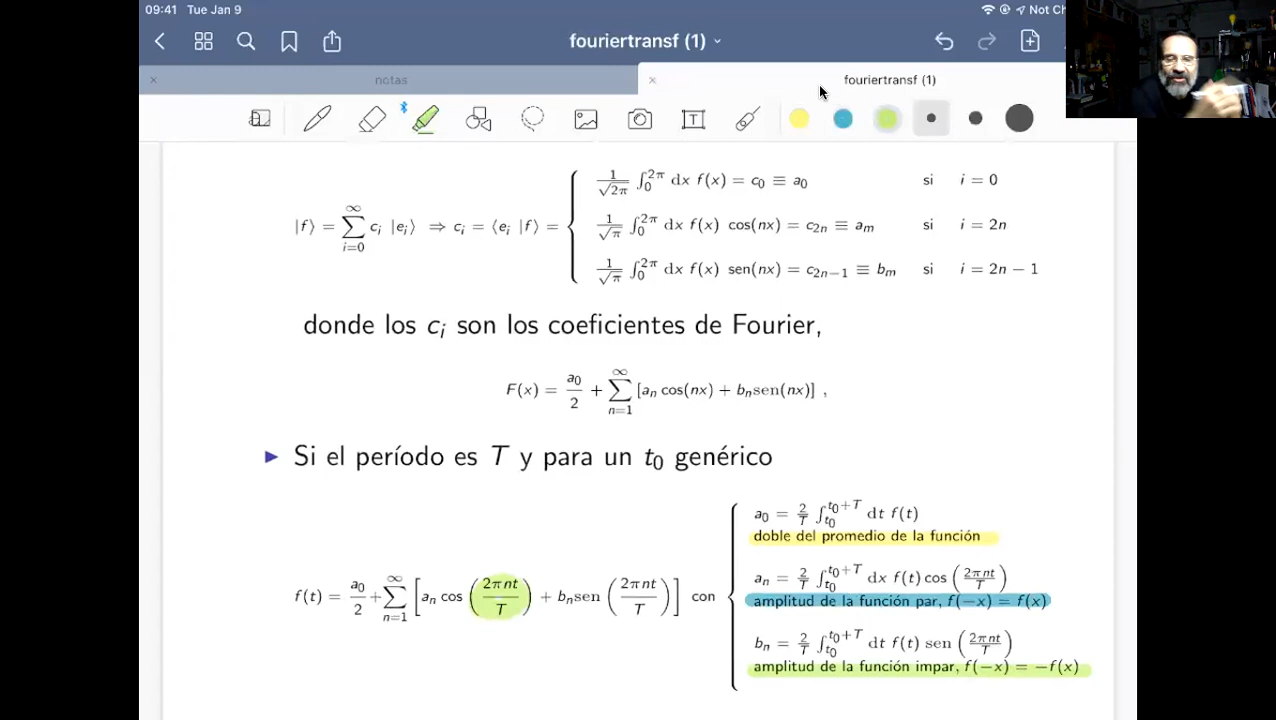 09:41 Tue Jan 9
Not Ch
fouriertransf (1)
notas
fouriertransf (1)
|f⟩ = ∑_{i=0}^{∞} c_i |e_i⟩ ⇒ c_i = ⟨e_i |f⟩ = {
1/√2π ∫_0^{2π} dx f(x) = c_0 ≡ a_0 si i = 0
1/√π ∫_0^{2π} dx f(x) cos(nx) = c_{2n} ≡ a_m si i = 2n
1/√π ∫_0^{2π} dx f(x) sen(nx) = c_{2n−1} ≡ b_m si i = 2n − 1
donde los c_i son los coeficientes de Fourier,
F(x) = a_0/2 + ∑_{n=1}^{∞} [a_n cos(nx) + b_n sen(nx)] ,
Si el período es T y para un t_0 genérico
f(t) = a_0/2 + ∑_{n=1}^{∞} [a_n cos (2πnt/T) + b_n sen (2πnt/T)] con {
a_0 = 2/T ∫_{t_0}^{t_0+T} dt f(t)
doble del promedio de la función
a_n = 2/T ∫_{t_0}^{t_0+T} dx f(t) cos (2πnt/T)
amplitud de la función par, f(−x) = f(x)
b_n = 2/T ∫_{t_0}^{t_0+T} dt f(t) sen (2πnt/T)
amplitud de la función impar, f(−x) = −f(x)